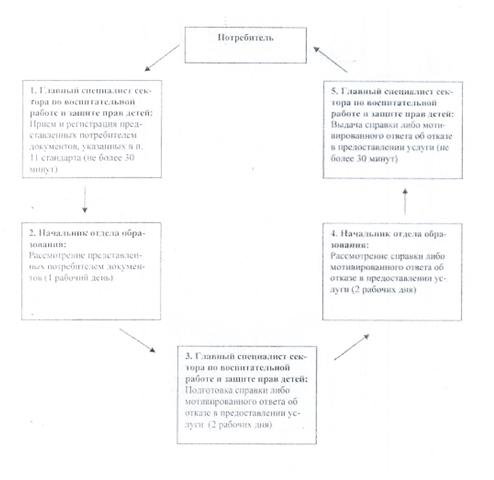 Потребитель
1. Главный специалист сек-
тора по воспитательной
работе и защите прав детей:
Прием и регистрация пред-
ставленных потребителем
документов, указанных в п.
11 стандарта (не более 30
минут)
2. Начальник отдела обра-
зования:
Рассмотрение представлен-
ных потребителем докумен-
тов (1 рабочий день)
3. Главный специалист сек-
тора по воспитательной
работе и защите прав детей:
Подготовка справки либо
мотивированного ответа об
отказе в предоставлении ус-
луги (2 рабочих дня)
4. Начальник отдела обра-
зования:
Рассмотрение справки либо
мотивированного ответа об
отказе в предоставлении ус-
луги (2 рабочих дня)
5. Главный специалист сек-
тора по воспитательной
работе и защите прав детей:
Выдача справки либо моти-
вированного ответа об отказе
в предоставлении услуги (не
более 30 минут)